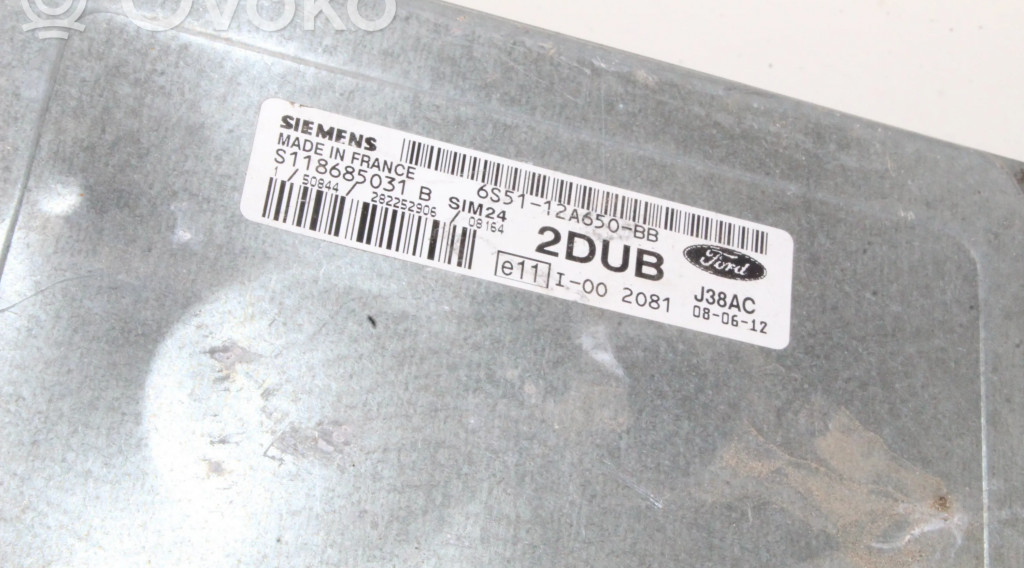 OVOKO
SIEMENS
MADE IN FRANCE
S118685031 B
6S51-12A650-BB
1 / 50844 / 282252906 / 08164
SIM24
2DUB
Ford
e11 I-00 2081
J38AC
08-06-12